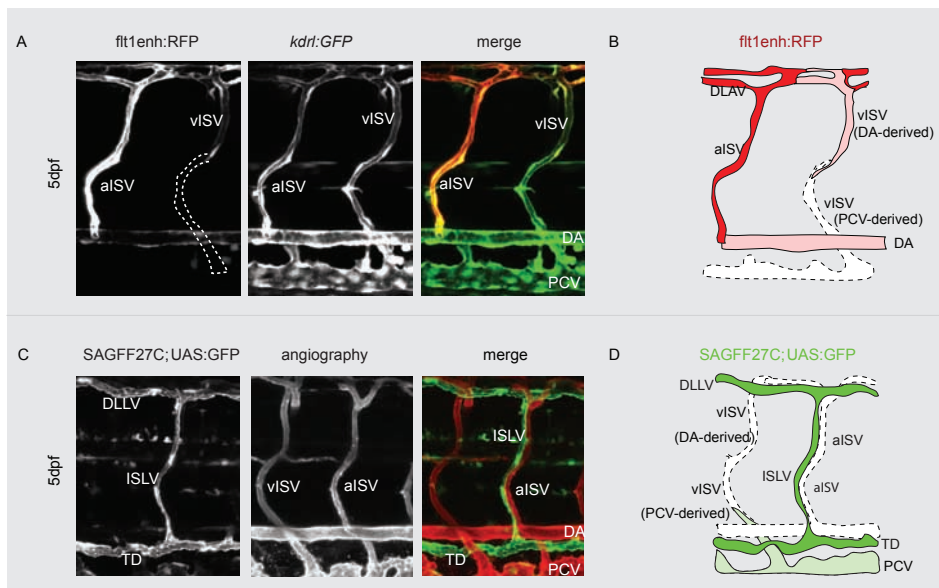 A
flt1enh:RFP
kdrl:GFP
merge
5dpf
aISV
vISV
aISV
vISV
DA
PCV
B
flt1enh:RFP
DLAV
aISV
vISV
(DA-derived)
vISV
(PCV-derived)
DA
C
SAGFF27C; UAS:GFP
angiography
merge
5dpf
DLLV
ISLV
TD
vISV
aISV
ISLV
aISV
DA
TD
PCV
D
SAGFF27C; UAS:GFP
DLLV
vISV
(DA-derived)
aISV
ISLV
aISV
vISV
(PCV-derived)
TD
PCV